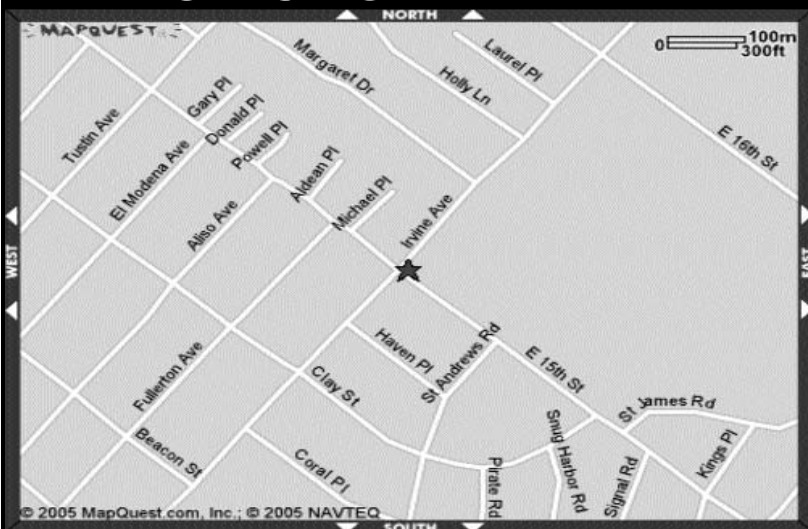 NORTH
MAPQUEST
0 100m
300ft
Laurel Pl
Margaret Dr
Holly Ln
Gary Pl
Donald Pl
Powell Pl
Tustin Ave
E 16th St
El Modena Ave
Aldean Pl
Michael Pl
Aliso Ave
Irvine Ave
WEST
EAST
Haven Pl
St Andrews Rd
E 15th St
Fullerton Ave
Clay St
St James Rd
Beacon St
Coral Pl
Pirate Rd
Snug Harbor Rd
Signal Rd
Kings Pl
© 2005 MapQuest.com, Inc.; © 2005 NAVTEQ
SOUTH